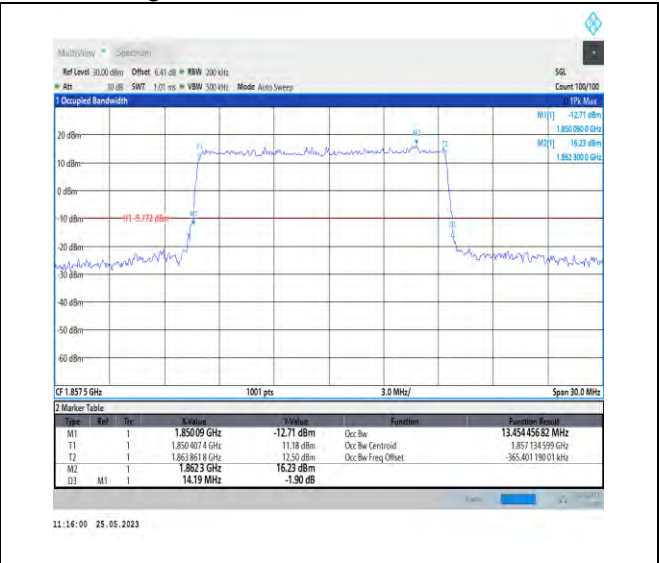 MultiView Spectrum
Ref Level 30.00 dBm Offset 6.41 dB RBW 200 kHz SGL
Att 30 dB SWT 1.01 ms VBW 500 kHz Mode Auto Sweep Count 100/100
1 Occupied Bandwidth 1Pk Max
M1[1] -12.71 dBm
1.850 090 0 GHz
M2[1] 16.23 dBm
1.862 300 0 GHz
20 dBm
M2
T1
T2
10 dBm
0 dBm
-10 dBm
H1 -9.772 dBm
M1
D3
-20 dBm
-30 dBm
-40 dBm
-50 dBm
-60 dBm
CF 1.857 5 GHz 1001 pts 3.0 MHz/ Span 30.0 MHz
2 Marker Table
Type Ref Trc X-Value Y-Value Function Function Result
M1 1 1.850 09 GHz -12.71 dBm Occ Bw 13.454 456 82 MHz
T1 1 1.850 407 4 GHz 11.18 dBm Occ Bw Centroid 1.857 134 599 GHz
T2 1 1.863 861 8 GHz 12.50 dBm Occ Bw Freq Offset -365.401 190 01 kHz
M2 1 1.862 3 GHz 16.23 dBm
D3 M1 1 14.19 MHz -1.90 dB
11:16:00 25.05.2023